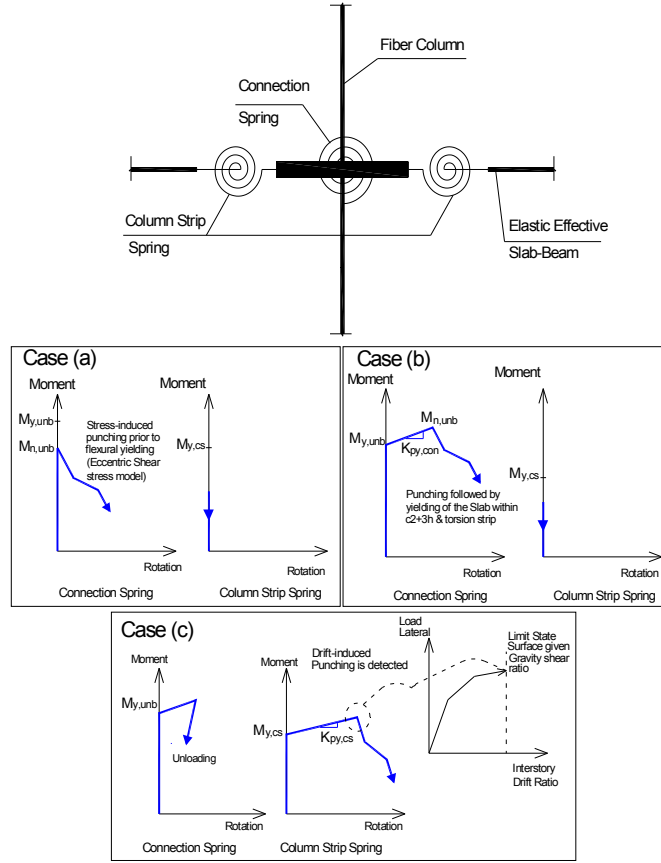 Fiber Column
Connection
Spring
Column Strip
Spring
Elastic Effective
Slab-Beam
Case (a)
Moment
My,unb
Mn,unb
Stress-induced
punching prior to
flexural yielding
(Eccentric Shear
stress model)
Rotation
Connection Spring
Moment
My,cs
Rotation
Column Strip Spring
Case (b)
Moment
My,unb
Mn,unb
Kpy,con
Punching followed by
yielding of the Slab within
c2+3h & torsion strip
Rotation
Connection Spring
Moment
My,cs
Rotation
Column Strip Spring
Case (c)
Moment
My,unb
Unloading
Rotation
Connection Spring
Drift-induced
Punching is detected
Moment
My,cs
Kpy,cs
Rotation
Column Strip Spring
Load
Lateral
Limit State
Surface given
Gravity shear
ratio
Interstory
Drift Ratio